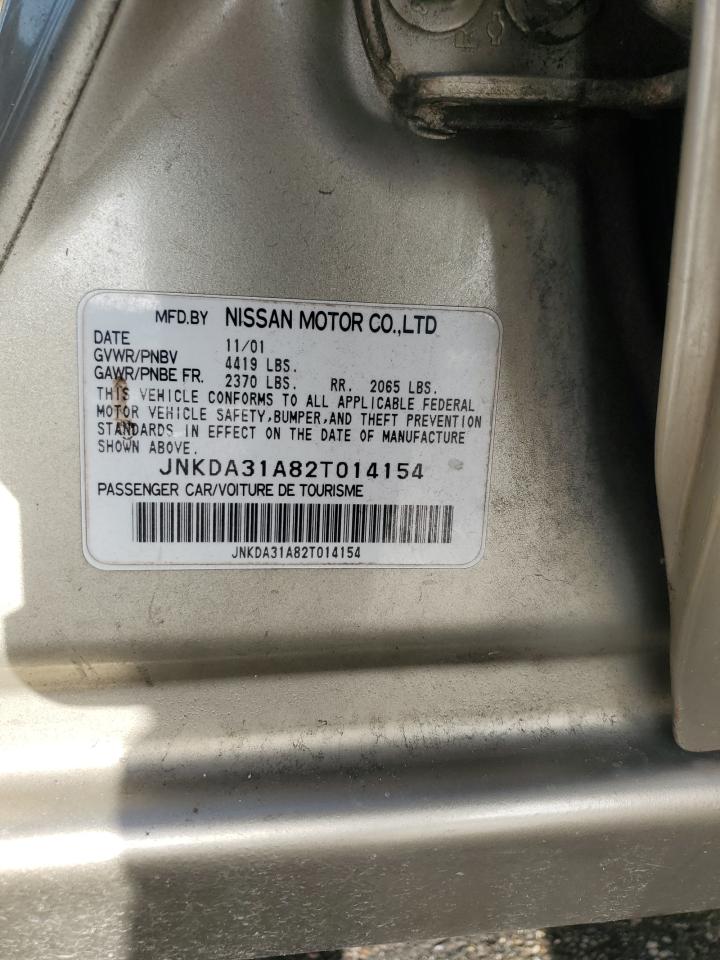 MFD.BY NISSAN MOTOR CO.,LTD
DATE 11/01
GVWR/PNBV 4419 LBS.
GAWR/PNBE FR. 2370 LBS. RR. 2065 LBS.
THIS VEHICLE CONFORMS TO ALL APPLICABLE FEDERAL
MOTOR VEHICLE SAFETY,BUMPER,AND THEFT PREVENTION
STANDARDS IN EFFECT ON THE DATE OF MANUFACTURE
SHOWN ABOVE.
JNKDA31A82T014154
PASSENGER CAR/VOITURE DE TOURISME
JNKDA31A82T014154